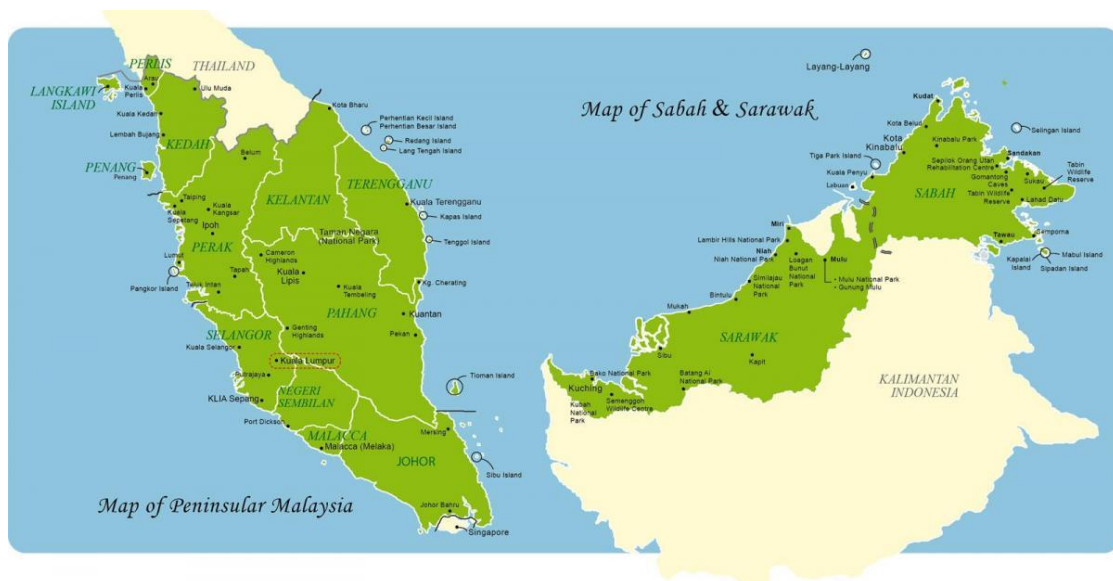 PERLIS
THAILAND
LANGKAWI
ISLAND
Arau
Kuala
Perlis
Ulu Muda
Kuala Kedah
Lembah Bujang
KEDAH
Kota Bharu
Perhentian Kecil Island
Perhentian Besar Island
Redang Island
Lang Tengah Island
PENANG
Penang
Belum
TERENGGANU
KELANTAN
Kuala Terengganu
Kapas Island
Taiping
Kuala
Sepetang
Kuala
Kangsar
Ipoh
PERAK
Taman Negara
(National Park)
Tenggol Island
Cameron
Highlands
Lumut
Pangkor Island
Tapah
Kuala
Lipis
Teluk Intan
Kuala
Tembeling
Kg. Cherating
PAHANG
Kuantan
Pekan
SELANGOR
Genting
Highlands
Kuala Selangor
Kuala Lumpur
Putrajaya
NEGERI
SEMBILAN
KLIA Sepang
Tioman Island
Port Dickson
MALACCA
Malacca (Melaka)
Mersing
JOHOR
Sibu Island
Map of Peninsular Malaysia
Johor Bahru
Singapore
Layang-Layang
Map of Sabah & Sarawak
Kudat
Kota Belud
Kota
Kinabalu
Kinabalu Park
Selingan Island
Tiga Park Island
Kuala Penyu
Labuan
Sandakan
Sepilok Orang Utan
Rehabilitation Centre
Gomantong
Caves
Sukau
Tabin
Wildlife
Reserve
SABAH
Tabin Wildlife
Reserve
Lahad Datu
Tawau
Semporna
Kapalai
Island
Mabul Island
Sipadan Island
Miri
Lambir Hills National Park
Niah
Niah National Park
Loagan
Bunut
National
Park
Mulu
• Mulu National Park
• Gunung Mulu
Similajau
National
Park
Bintulu
Mukah
SARAWAK
Sibu
Kapit
Bako National Park
Batang Ai
National Park
Kuching
Kubah
National
Park
Semenggoh
Wildlife Centre
KALIMANTAN
INDONESIA